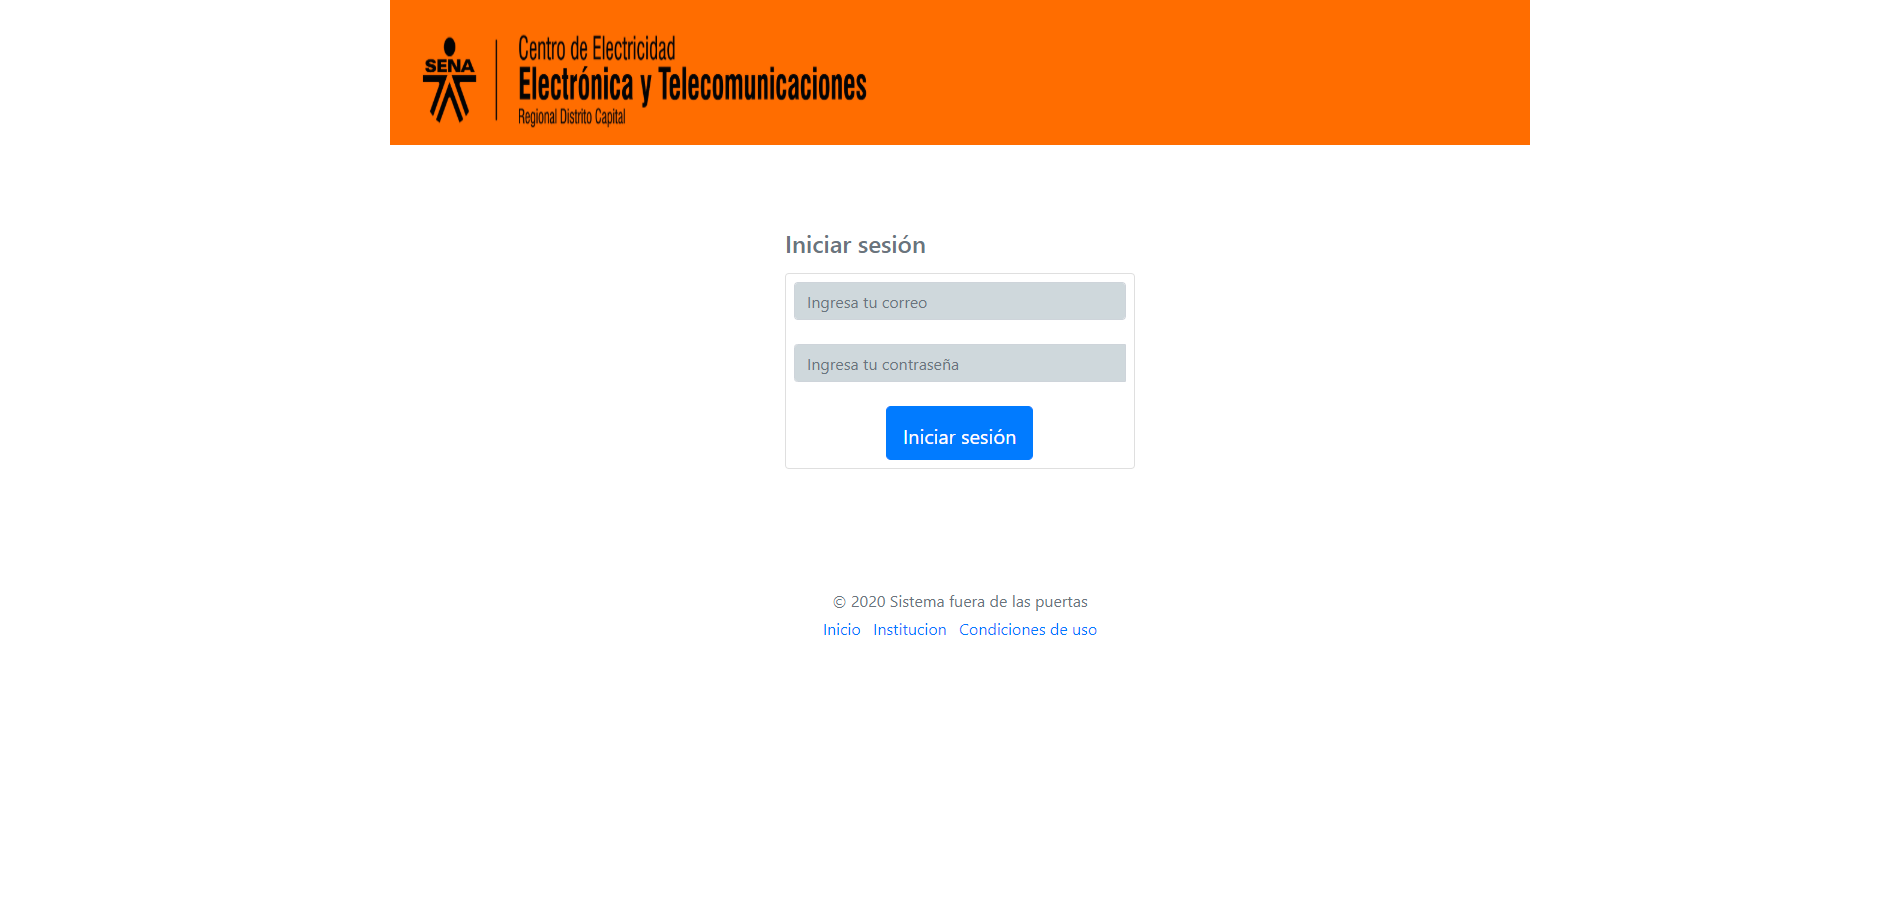 SENA
Centro de Electricidad
Electrónica y Telecomunicaciones
Regional Distrito Capital
Iniciar sesión
Ingresa tu correo
Ingresa tu contraseña
Iniciar sesión
© 2020 Sistema fuera de las puertas
Inicio Institucion Condiciones de uso